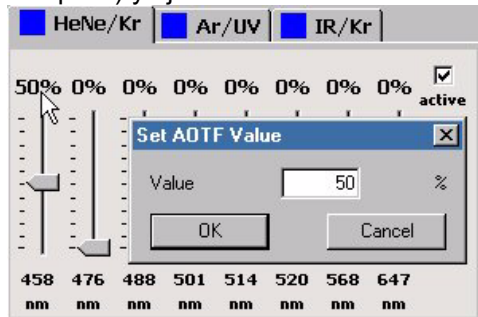 HeNe/Kr Ar/UV IR/Kr
50% 0% 0% 0% 0% 0% 0% 0%
active
Set AOTF Value
Value 50 %
OK Cancel
458 476 488 501 514 520 568 647
nm nm nm nm nm nm nm nm